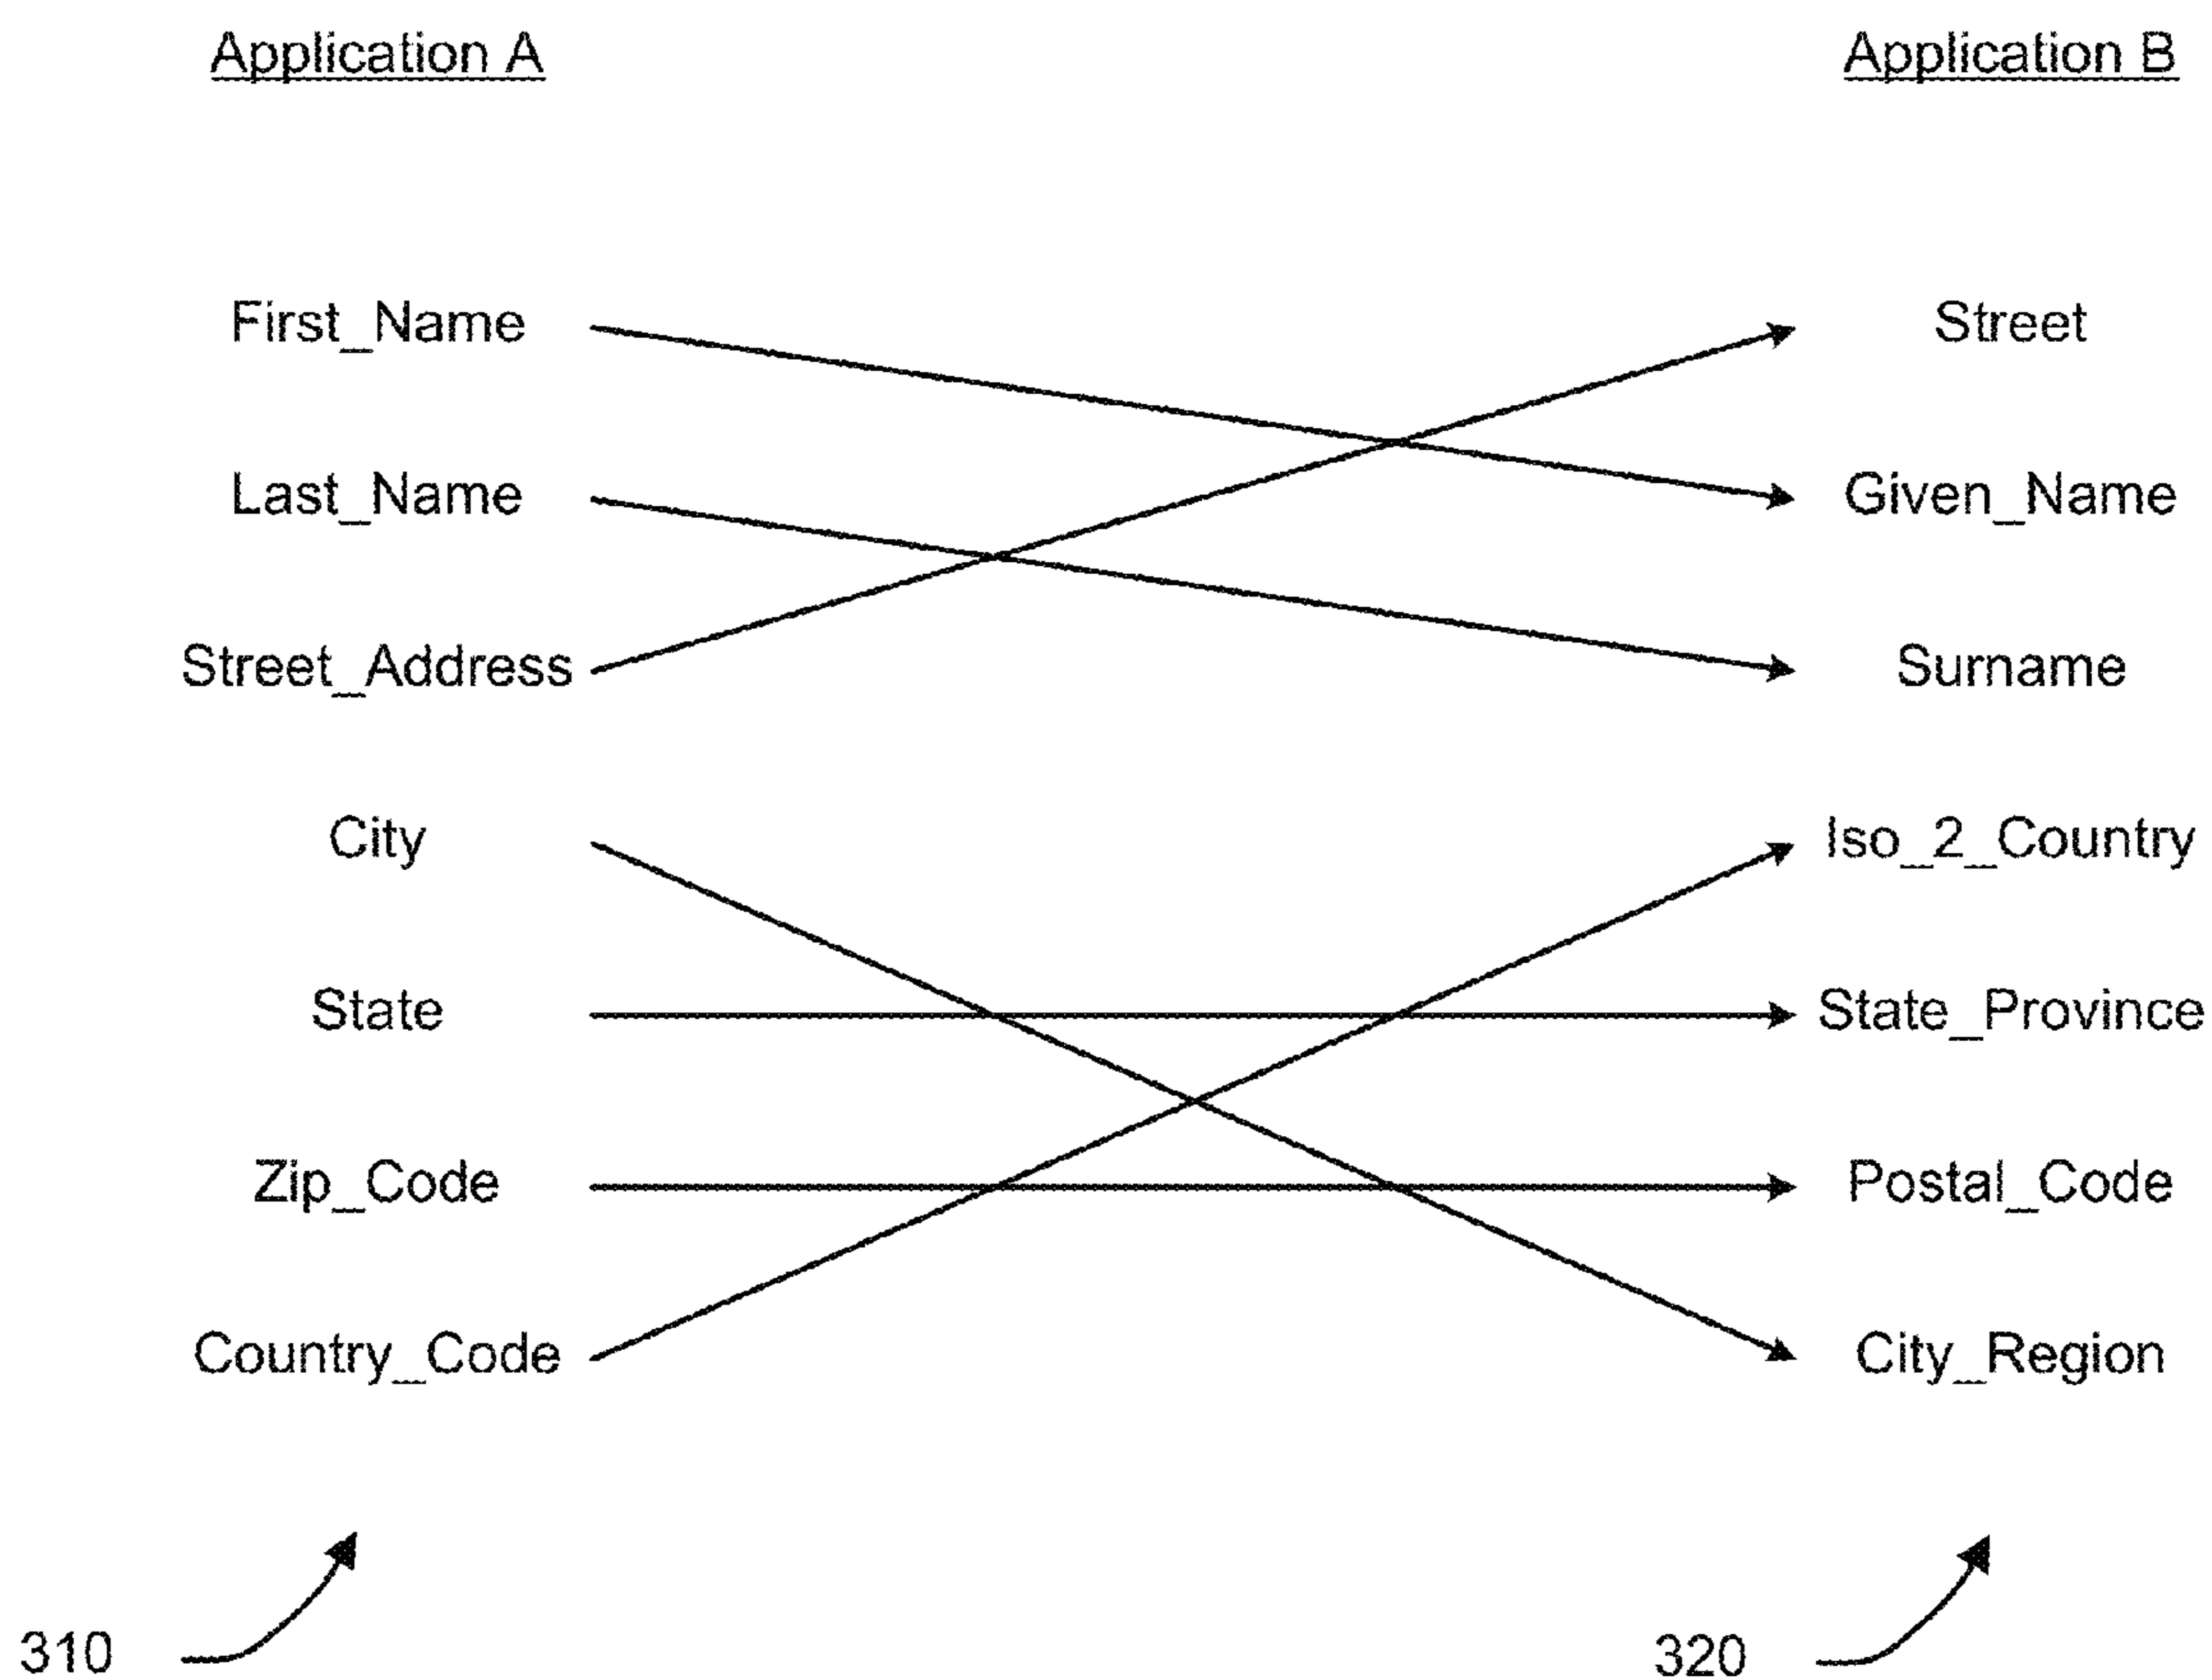 Application A Application B
First_Name Street
Last_Name Given_Name
Street_Address Surname
City Iso_2_Country
State State_Province
Zip_Code Postal_Code
Country_Code City_Region
310 320